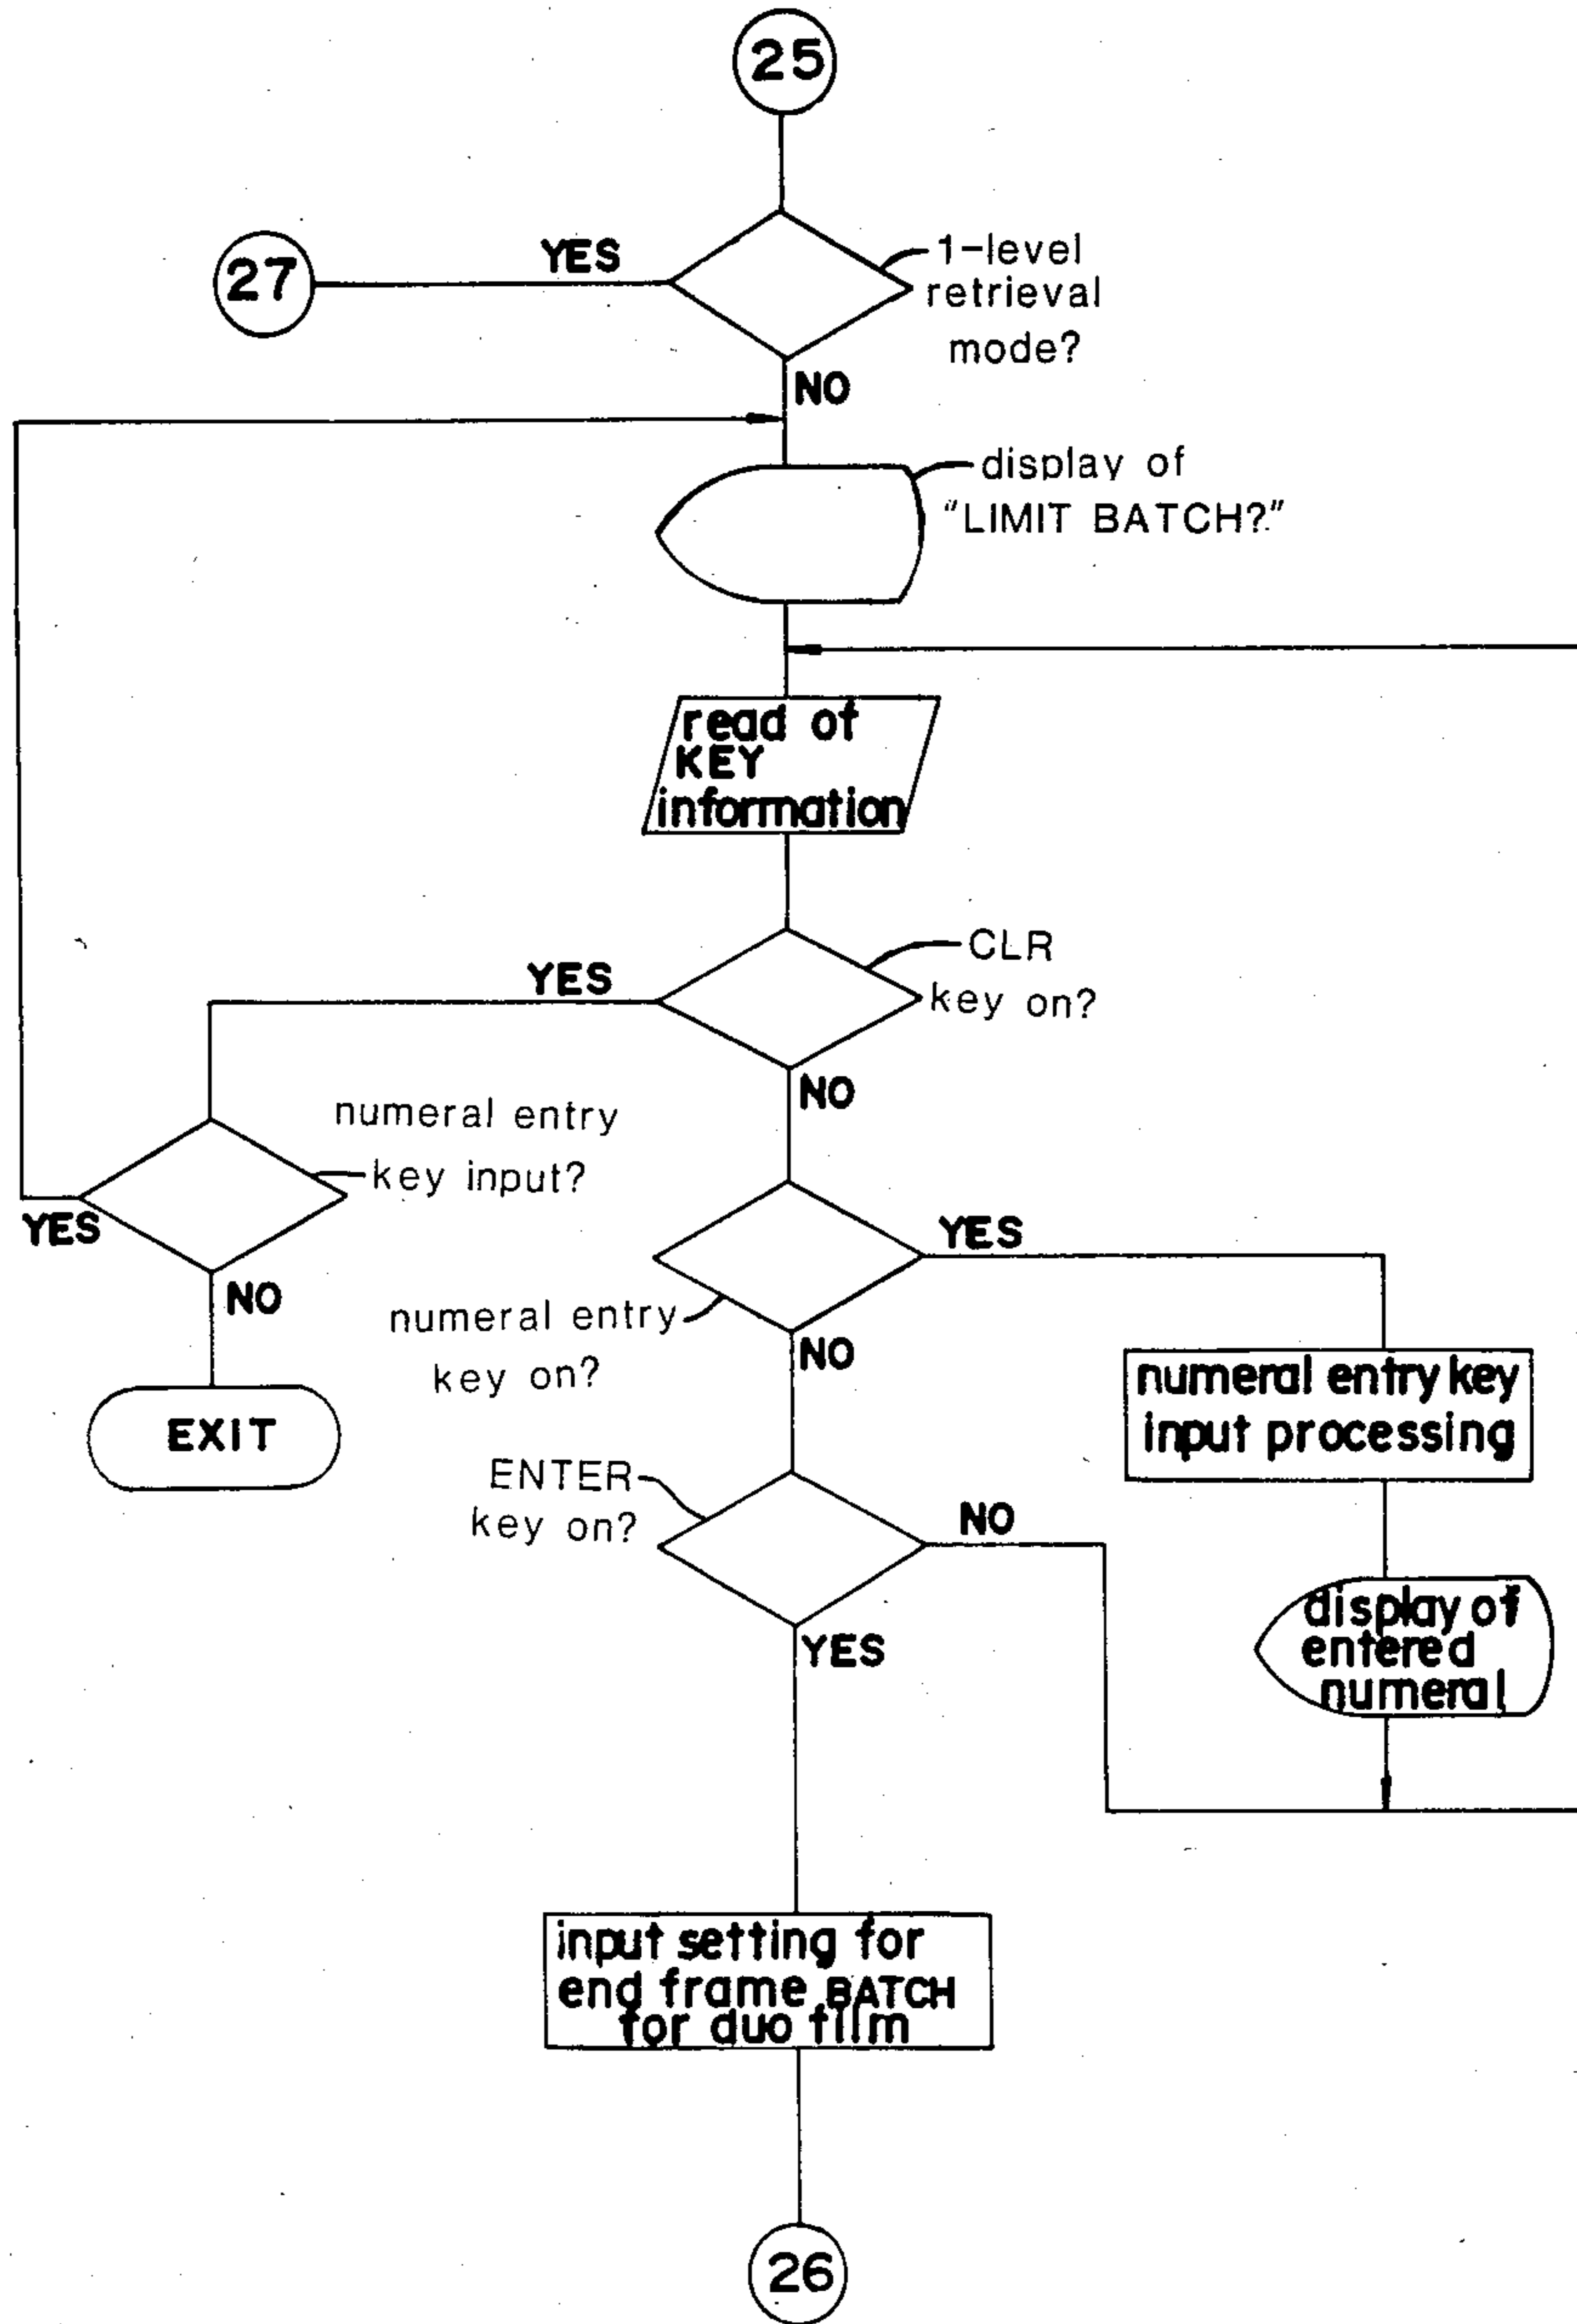 25
27
YES
1-level
retrieval
mode?
NO
display of
"LIMIT BATCH?"
read of
KEY
information
YES
CLR
key on?
NO
numeral entry
key input?
YES
NO
EXIT
YES
numeral entry
key on?
NO
numeral entry key
input processing
ENTER
key on?
NO
display of
entered
numeral
YES
input setting for
end frame BATCH
for duo film
26